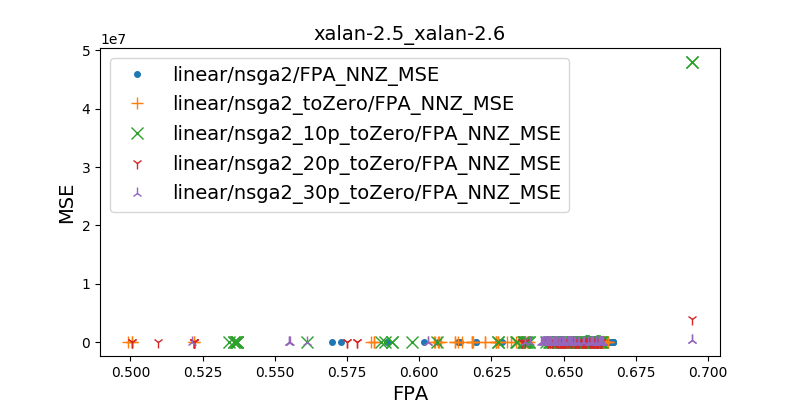 xalan-2.5_xalan-2.6
1e7
5
4
3
2
1
0
MSE
linear/nsga2/FPA_NNZ_MSE
linear/nsga2_toZero/FPA_NNZ_MSE
linear/nsga2_10p_toZero/FPA_NNZ_MSE
linear/nsga2_20p_toZero/FPA_NNZ_MSE
linear/nsga2_30p_toZero/FPA_NNZ_MSE
0.500 0.525 0.550 0.575 0.600 0.625 0.650 0.675 0.700
FPA